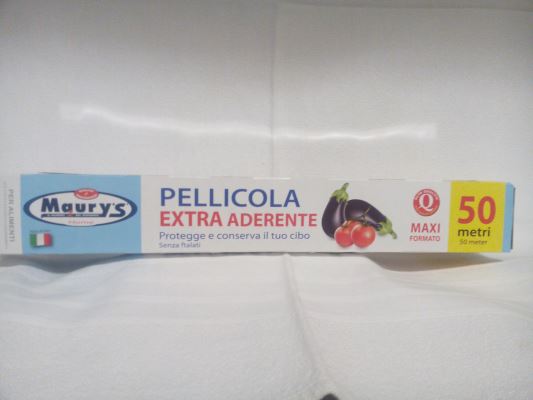 PER ALIMENTI
Maury's
Home
PELLICOLA
EXTRA ADERENTE
Protegge e conserva il tuo cibo
Senza ftalati
Q
MAXI
FORMATO
50
metri
50 meter